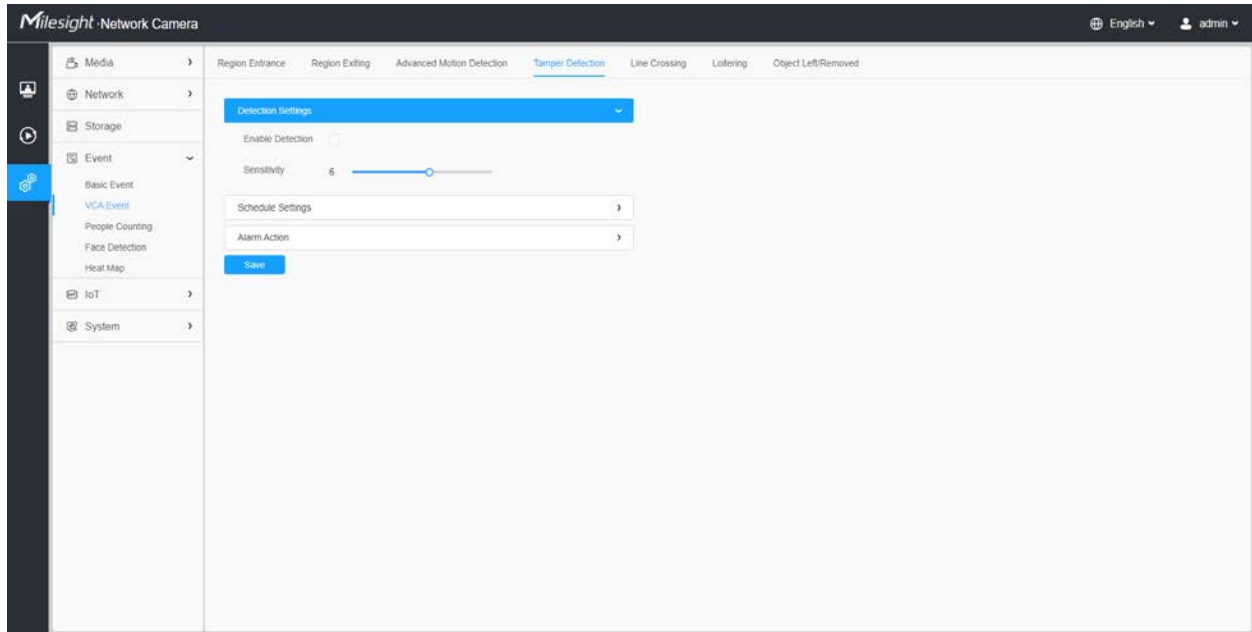 Milesight Network Camera
English
admin
Media
Network
Storage
Event
Basic Event
VCA Event
People Counting
Face Detection
Heat Map
IoT
System
Region Entrance Region Exiting Advanced Motion Detection Tamper Detection Line Crossing Loitering Object Left/Removed
Detection Settings
Enable Detection
Sensitivity 6
Schedule Settings
Alarm Action
Save